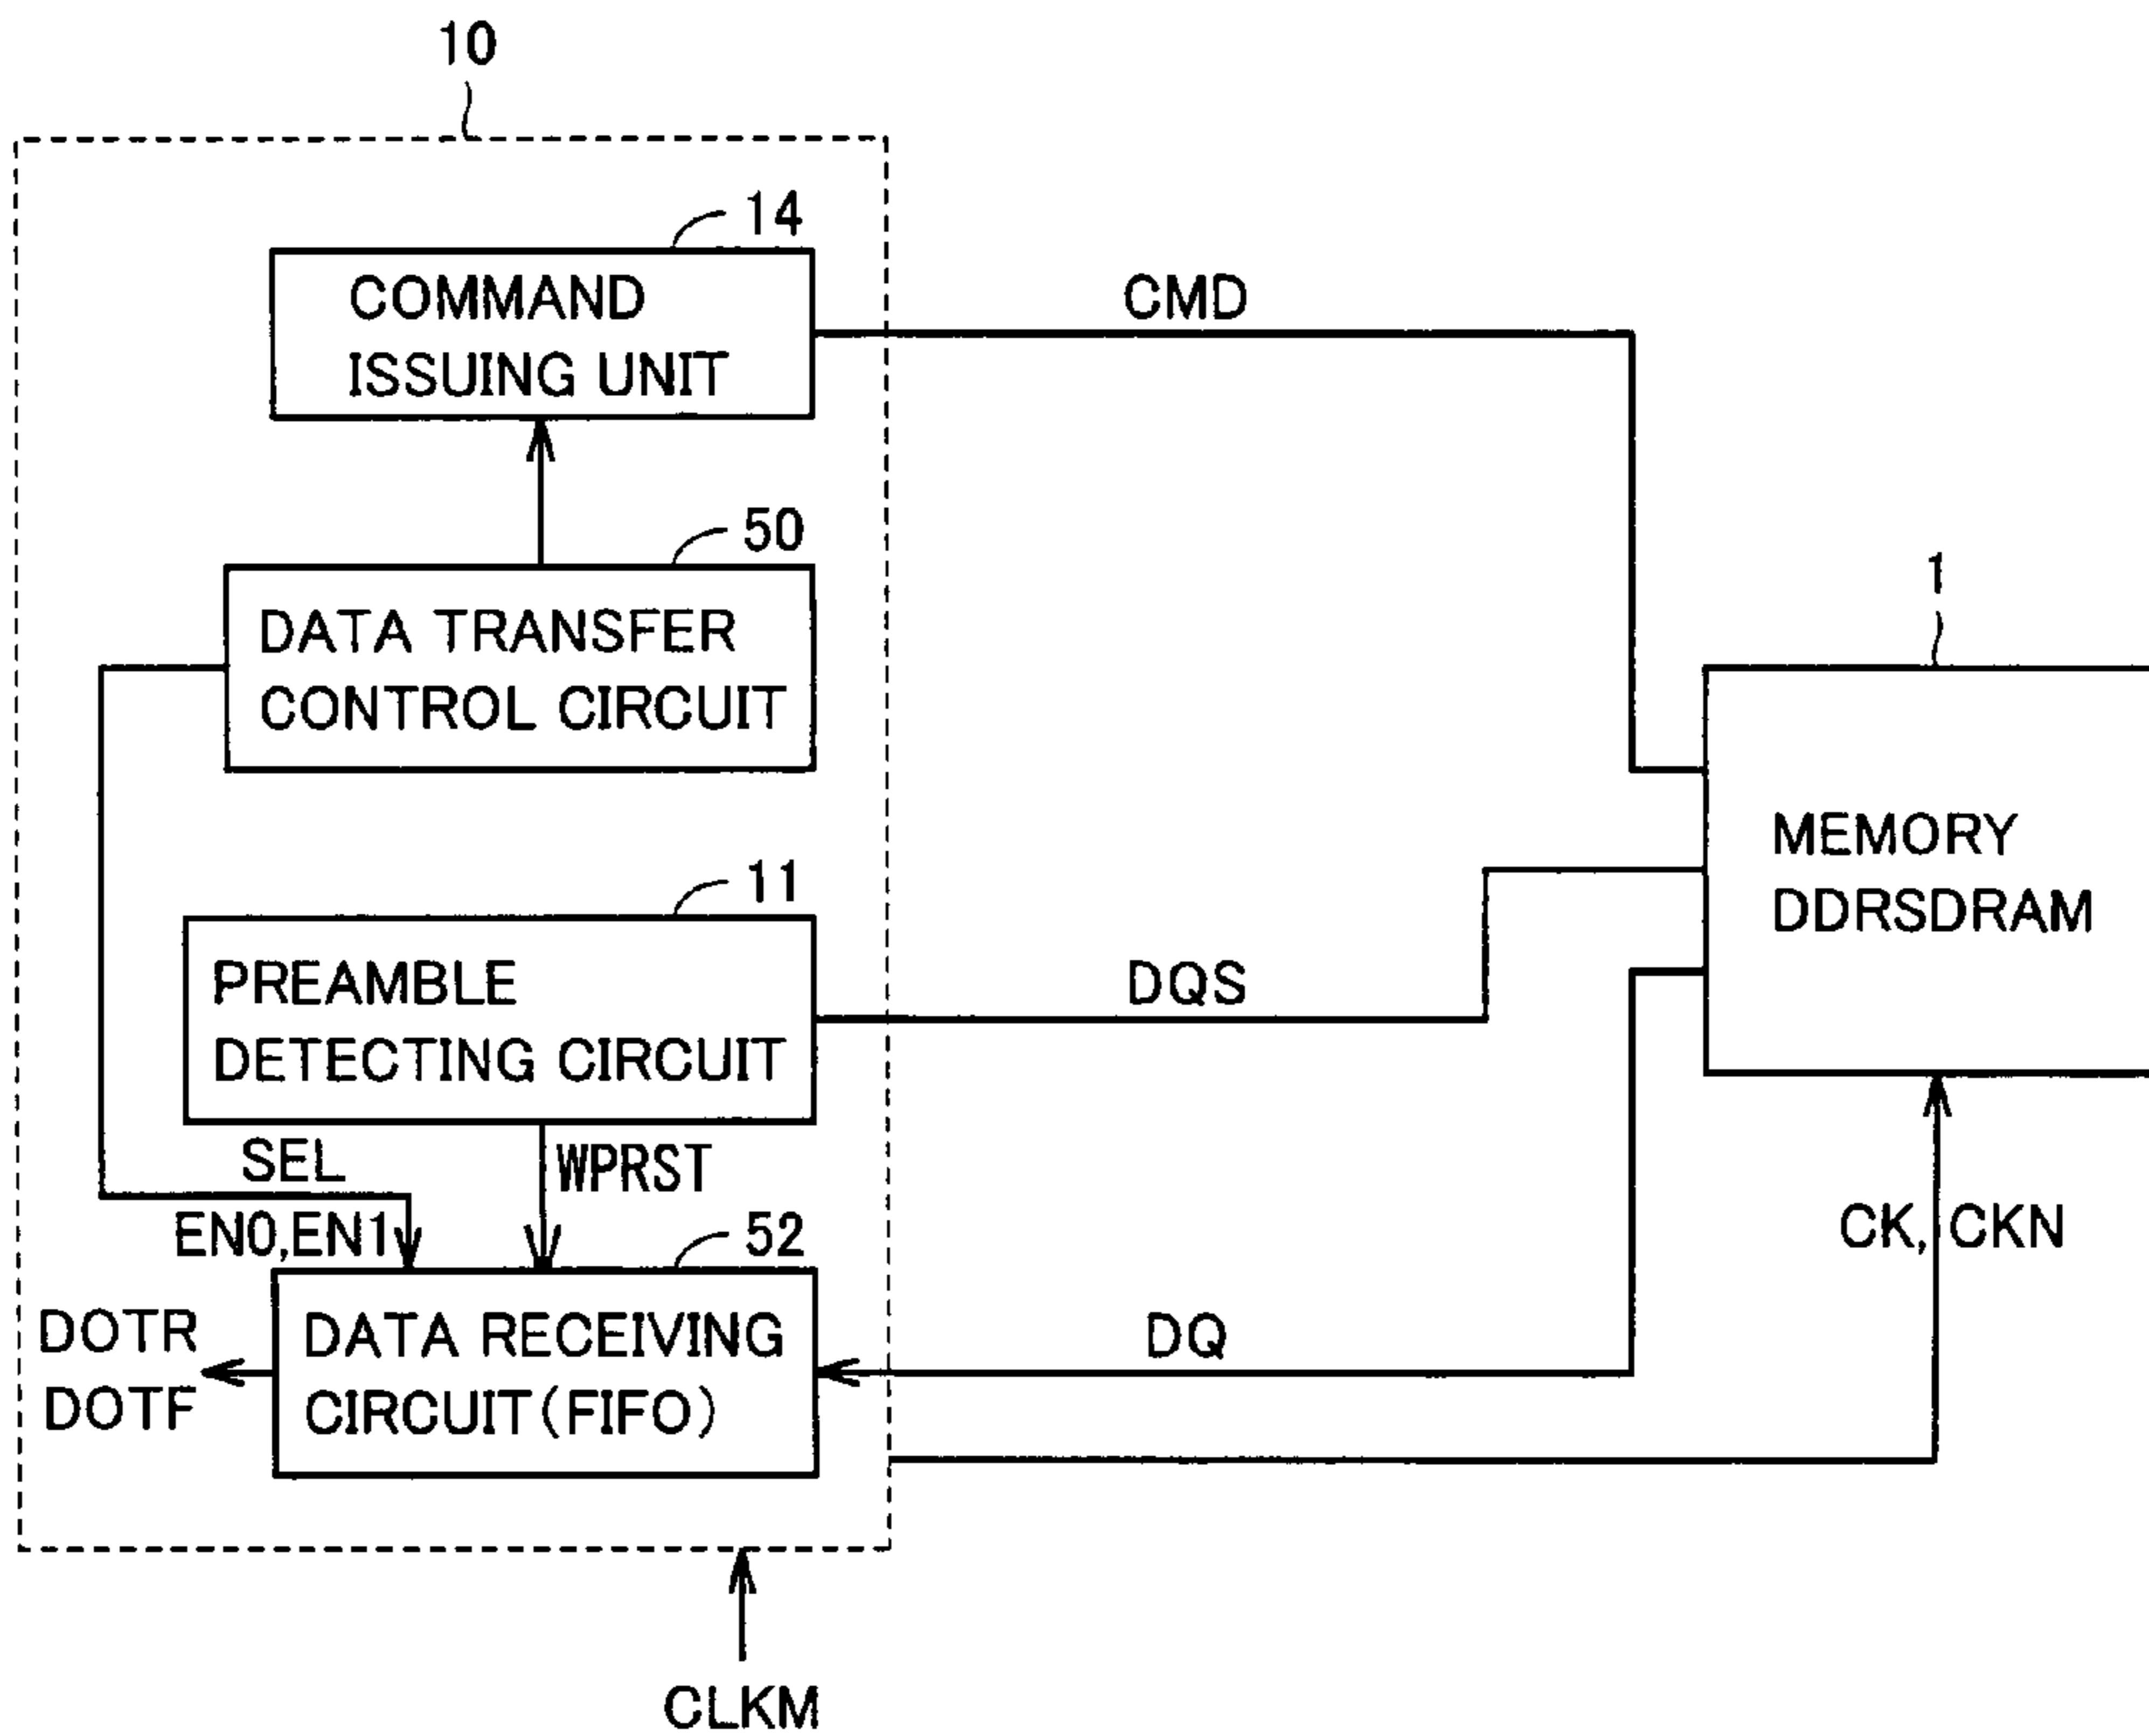 10
14
COMMAND
ISSUING UNIT
CMD
50
DATA TRANSFER
CONTROL CIRCUIT
1
MEMORY
DDRSDRAM
11
PREAMBLE
DETECTING CIRCUIT
DQS
SEL
WPRST
EN0,EN1
52
CK, CKN
DOTR
DOTF
DATA RECEIVING
CIRCUIT(FIFO)
DQ
CLKM